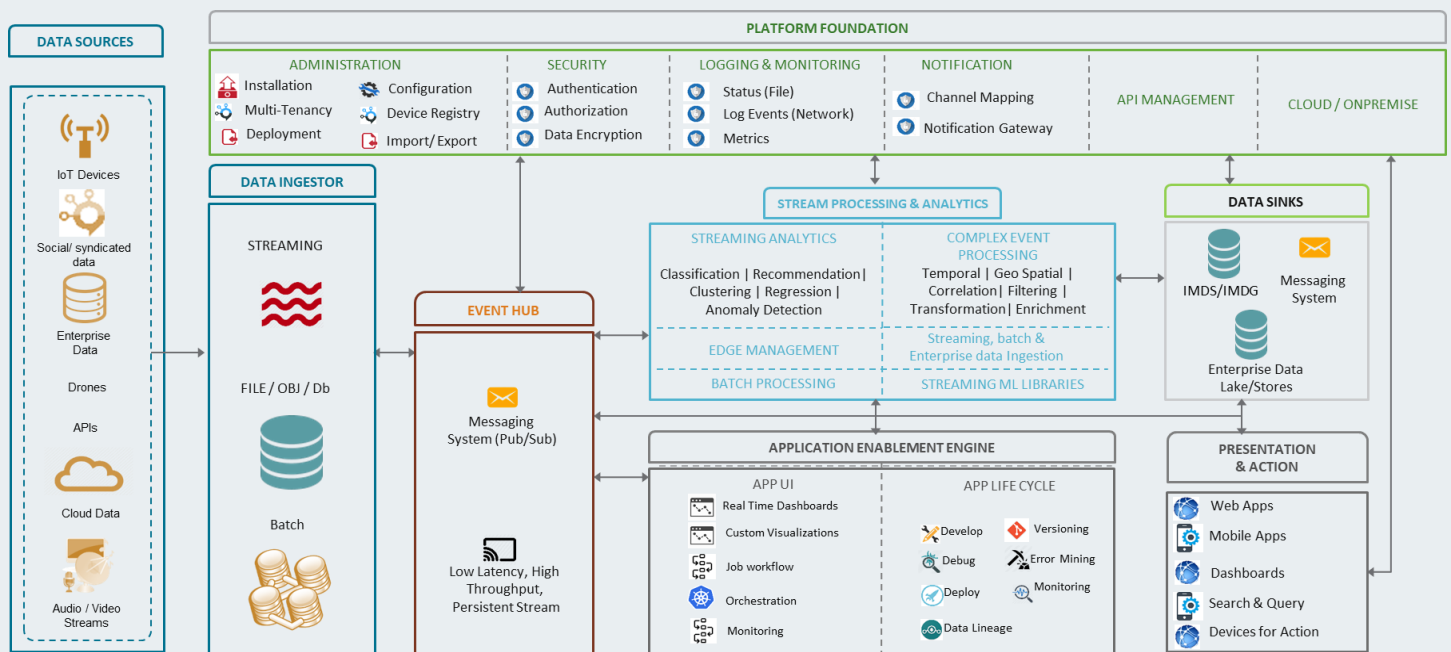 DATA SOURCES
IoT Devices
Social/ syndicated
data
Enterprise
Data
Drones
APIs
Cloud Data
Audio / Video
Streams
PLATFORM FOUNDATION
ADMINISTRATION
Installation
Configuration
Multi-Tenancy
Device Registry
Deployment
Import/ Export
SECURITY
Authentication
Authorization
Data Encryption
LOGGING & MONITORING
Status (File)
Log Events (Network)
Metrics
NOTIFICATION
Channel Mapping
Notification Gateway
API MANAGEMENT
CLOUD / ONPREMISE
DATA INGESTOR
STREAMING
FILE / OBJ / Db
Batch
EVENT HUB
Messaging
System (Pub/Sub)
Low Latency, High
Throughput,
Persistent Stream
STREAM PROCESSING & ANALYTICS
STREAMING ANALYTICS
Classification | Recommendation|
Clustering | Regression |
Anomaly Detection
COMPLEX EVENT
PROCESSING
Temporal | Geo Spatial |
Correlation| Filtering |
Transformation| Enrichment
EDGE MANAGEMENT
Streaming, batch &
Enterprise data Ingestion
BATCH PROCESSING
STREAMING ML LIBRARIES
DATA SINKS
IMDS/IMDG
Messaging
System
Enterprise Data
Lake/Stores
APPLICATION ENABLEMENT ENGINE
APP UI
Real Time Dashboards
Custom Visualizations
Job workflow
Orchestration
Monitoring
APP LIFE CYCLE
Develop
Versioning
Debug
Error Mining
Deploy
Monitoring
Data Lineage
PRESENTATION
& ACTION
Web Apps
Mobile Apps
Dashboards
Search & Query
Devices for Action